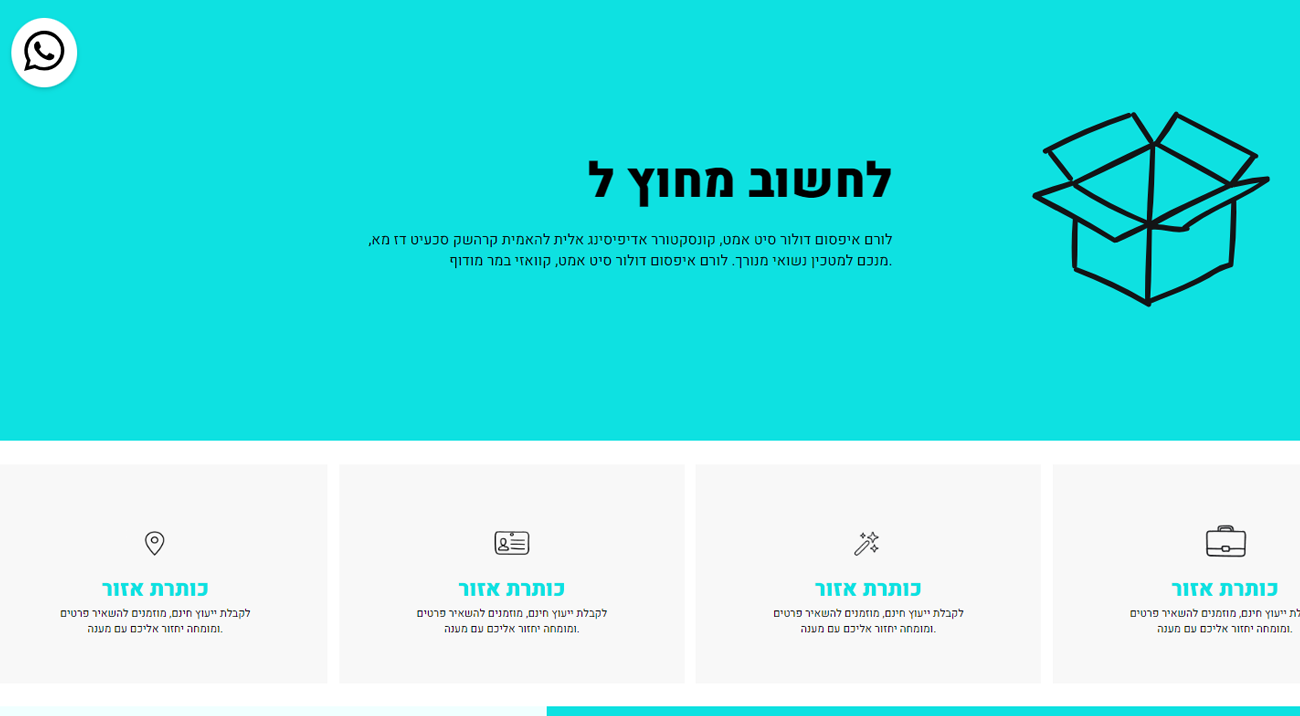 לחשוב מחוץ ל
לורם איפסום דולור סיט אמט, קונסקטורר אדיפיסינג אלית להאמית קרהשק סכעיט דז מא,
מנכם למטכין נשואי מנורך. לורם איפסום דולור סיט אמט, קוואזי במר מודוף.
כותרת אזור
לקבלת ייעוץ חינם, מוזמנים להשאיר פרטים
ומומחה יחזור אליכם עם מענה.
כותרת אזור
לקבלת ייעוץ חינם, מוזמנים להשאיר פרטים
ומומחה יחזור אליכם עם מענה.
כותרת אזור
לקבלת ייעוץ חינם, מוזמנים להשאיר פרטים
ומומחה יחזור אליכם עם מענה.
כותרת אזור
לקבלת ייעוץ חינם, מוזמנים להשאיר פרטים
ומומחה יחזור אליכם עם מענה.